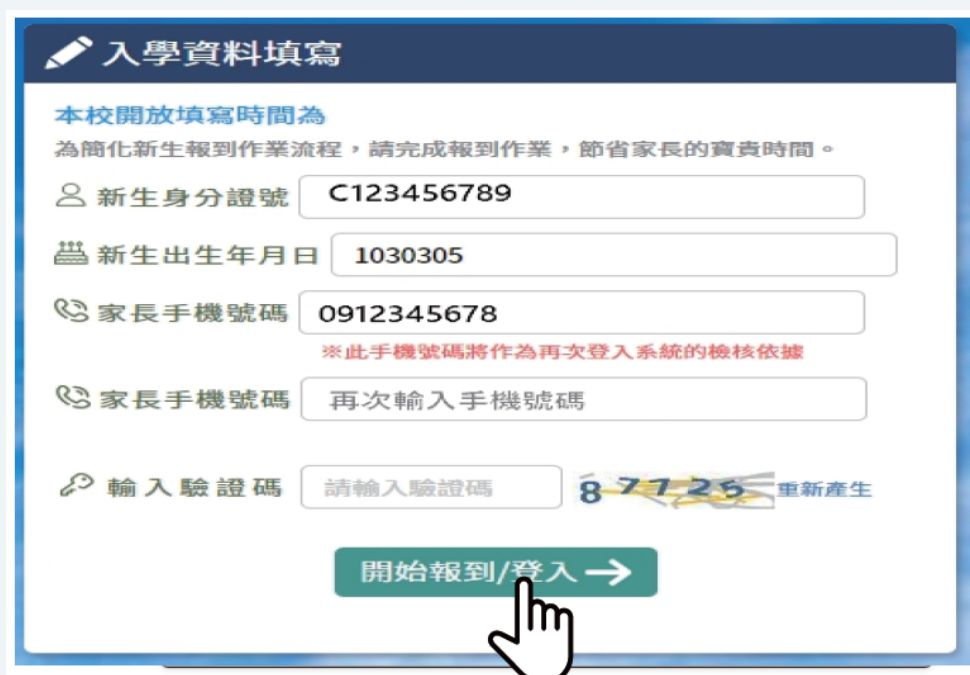 入學資料填寫
本校開放填寫時間為
為簡化新生報到作業流程，請完成報到作業，節省家長的寶貴時間。
新生身分證號 C123456789
新生出生年月日 1030305
家長手機號碼 0912345678
※此手機號碼將作為再次登入系統的檢核依據
家長手機號碼 再次輸入手機號碼
輸入驗證碼 請輸入驗證碼 87725 重新產生
開始報到/登入